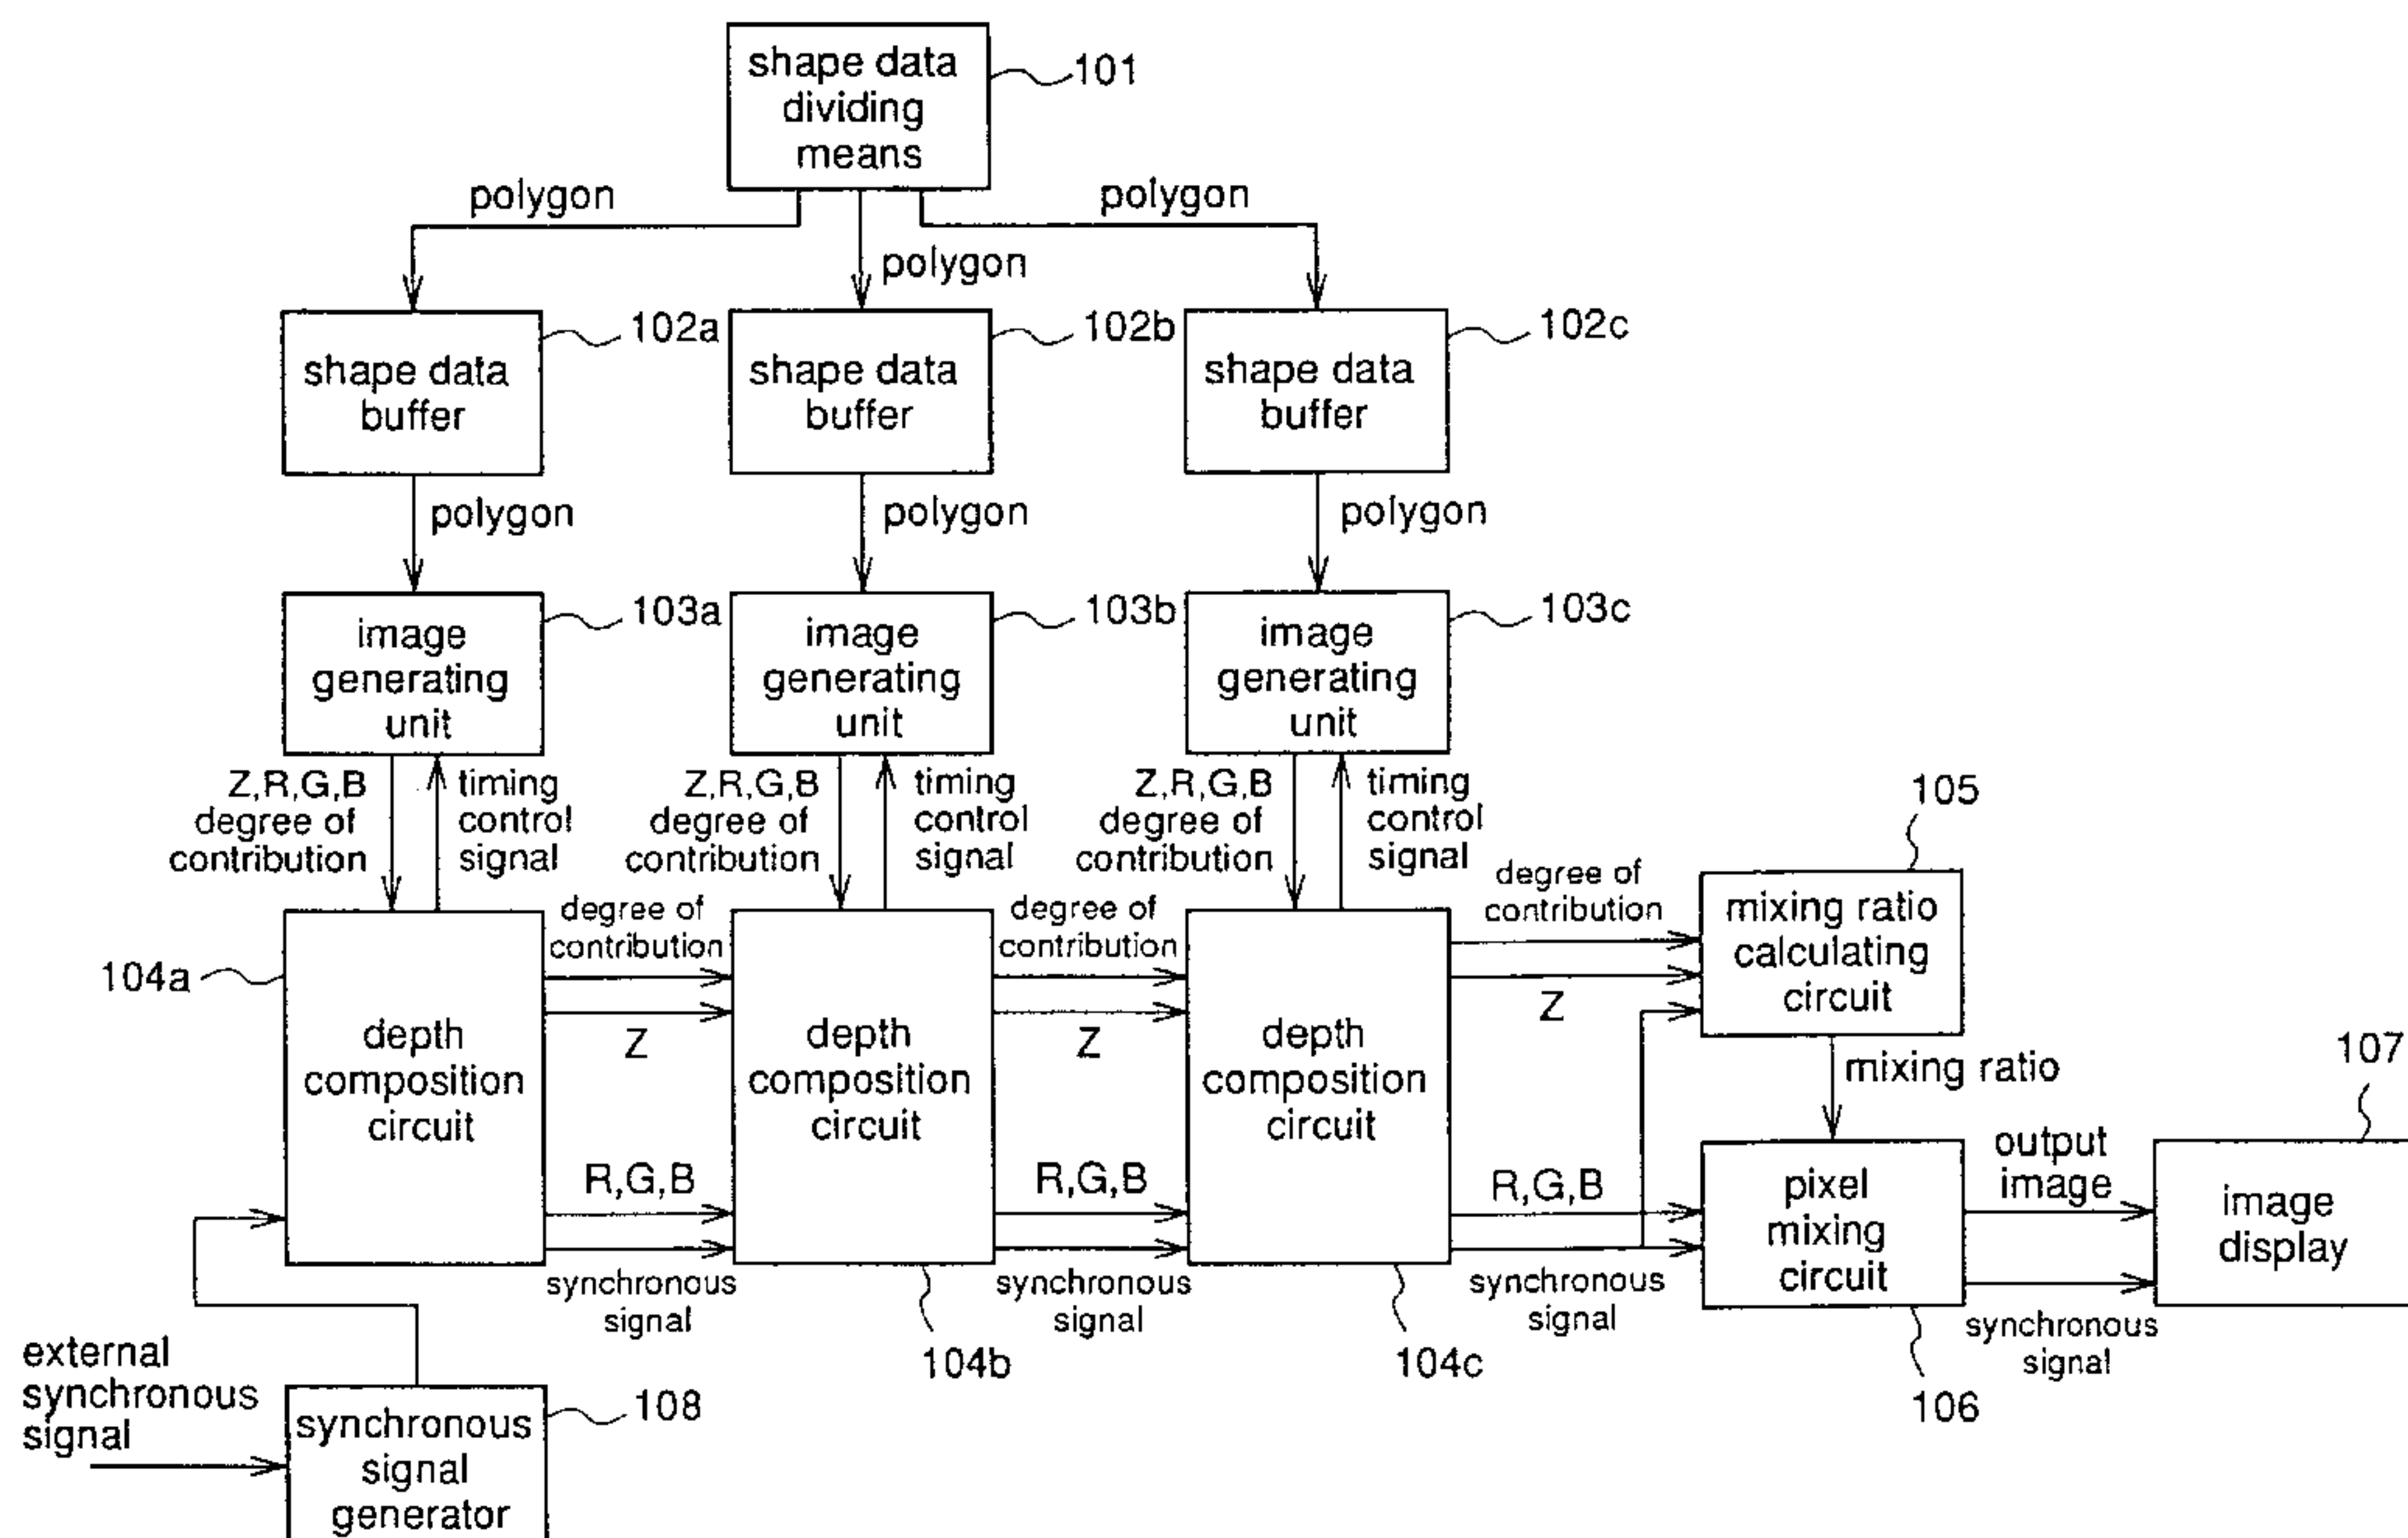 shape data
dividing
means
101
polygon
polygon
polygon
shape data
buffer
102a
shape data
buffer
102b
shape data
buffer
102c
polygon
polygon
polygon
image
generating
unit
103a
image
generating
unit
103b
image
generating
unit
103c
Z,R,G,B
degree of
contribution
timing
control
signal
Z,R,G,B
degree of
contribution
timing
control
signal
Z,R,G,B
degree of
contribution
timing
control
signal
104a
depth
composition
circuit
degree of
contribution
Z
R,G,B
synchronous
signal
depth
composition
circuit
104b
degree of
contribution
Z
R,G,B
synchronous
signal
depth
composition
circuit
104c
degree of
contribution
Z
R,G,B
synchronous
signal
105
mixing ratio
calculating
circuit
mixing ratio
pixel
mixing
circuit
106
output
image
synchronous
signal
107
image
display
external
synchronous
signal
synchronous
signal
generator
108